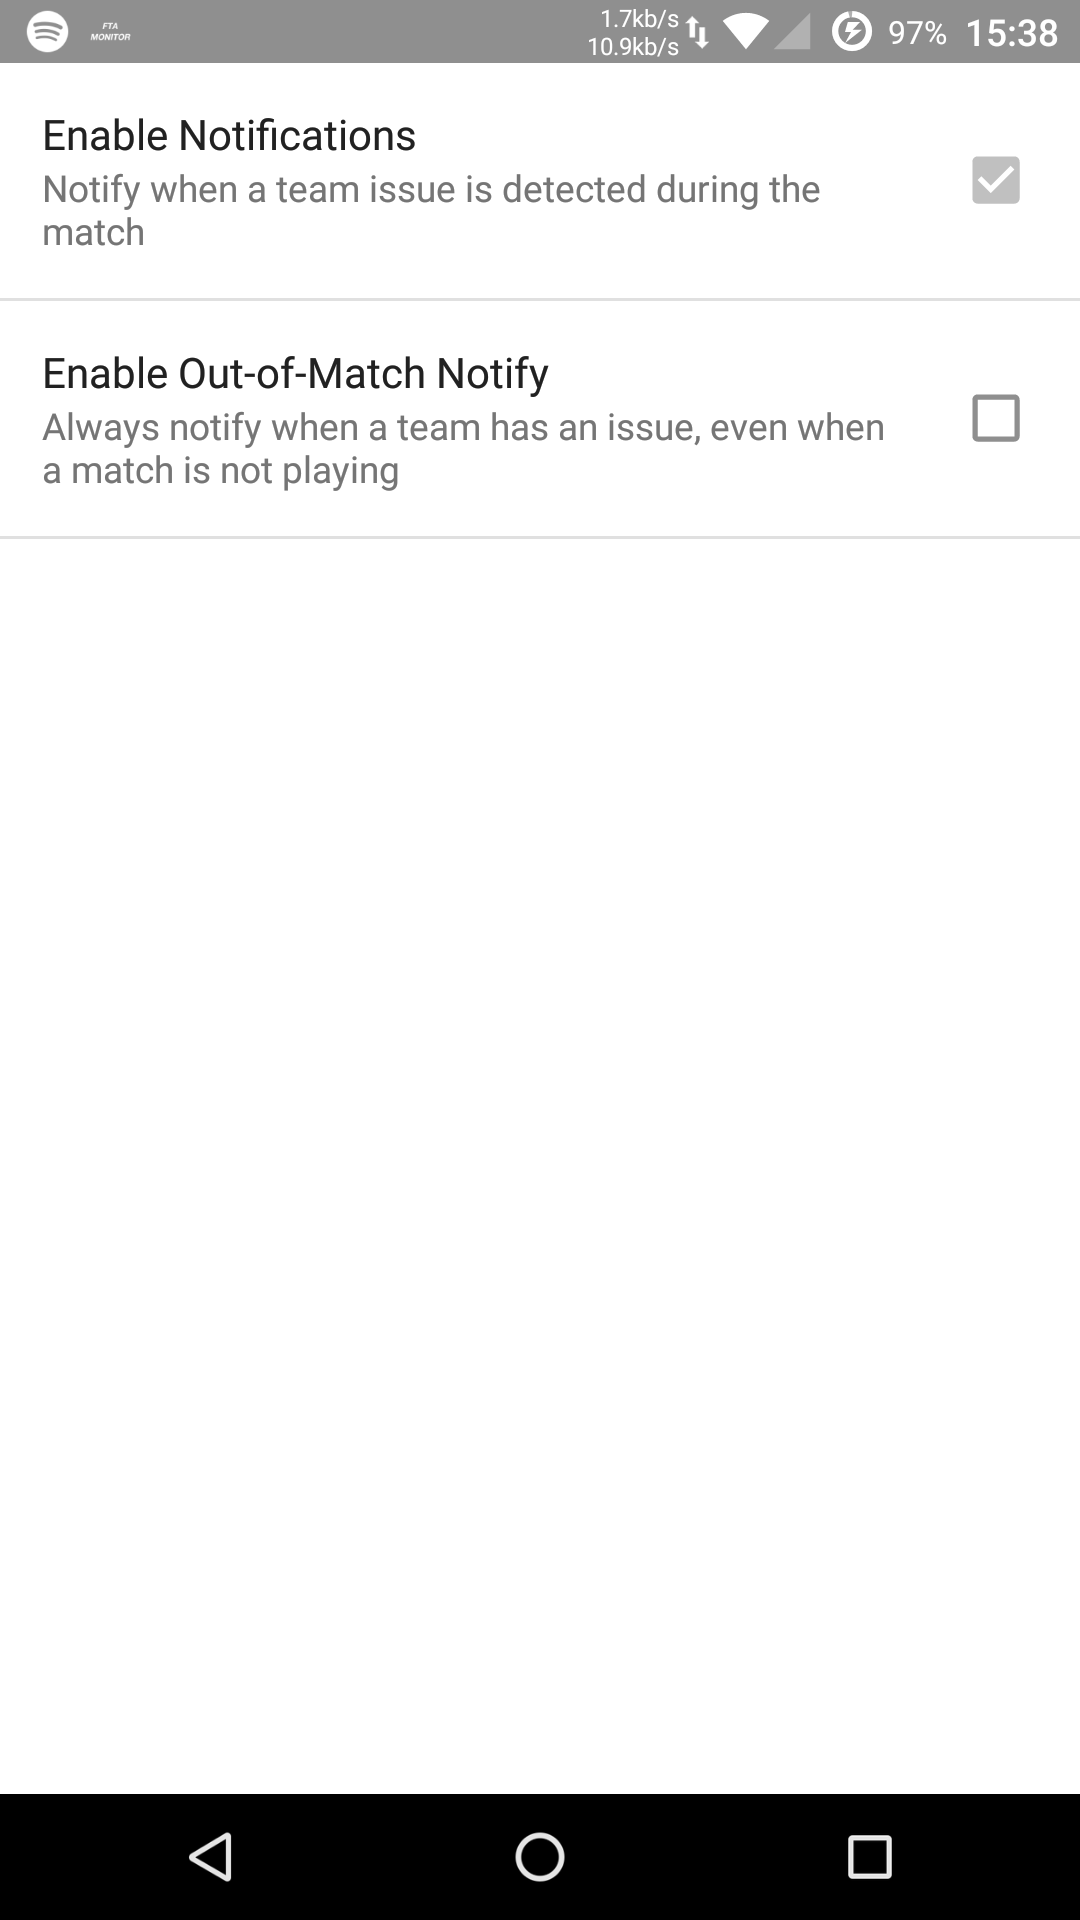 FTA
MONITOR
1.7kb/s
10.9kb/s
97%
15:38
Enable Notifications
Notify when a team issue is detected during the
match
Enable Out-of-Match Notify
Always notify when a team has an issue, even when
a match is not playing